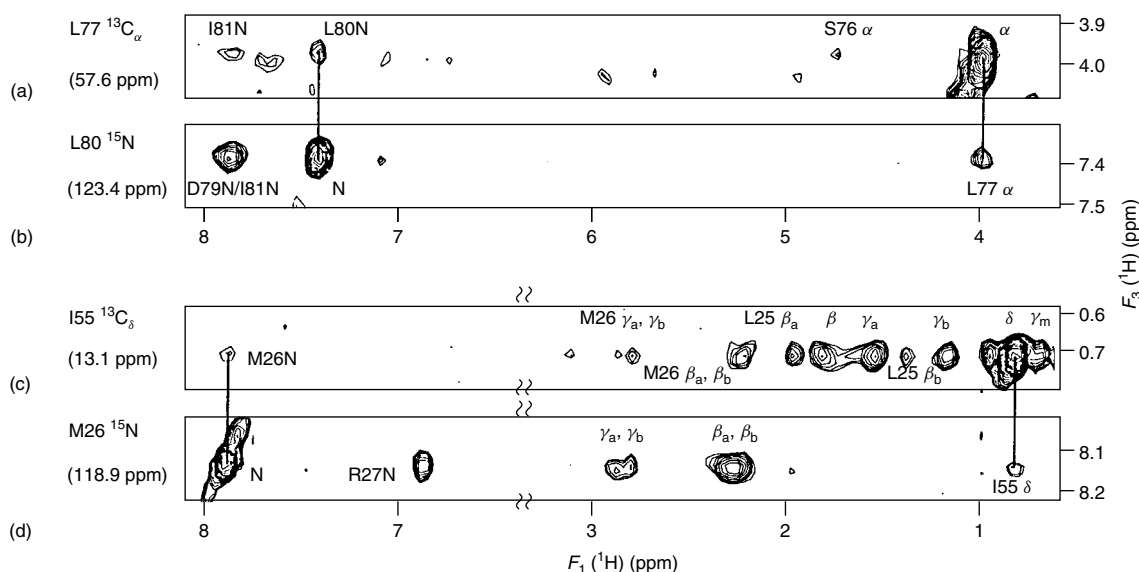 L77 ¹³Cα
(57.6 ppm)
I81N
L80N
S76 α
α
3.9
4.0
(a)
L80 ¹⁵N
(123.4 ppm)
D79N/I81N
N
L77 α
7.4
7.5
(b)
8
7
6
5
4
F₃ (¹H) (ppm)
I55 ¹³Cδ
(13.1 ppm)
M26N
M26 γa, γb
M26 βa, βb
L25 βa
β
γa
L25 βb
γb
δ
γm
0.6
0.7
(c)
M26 ¹⁵N
(118.9 ppm)
N
R27N
γa, γb
βa, βb
I55 δ
8.1
8.2
(d)
8
7
3
2
1
F₁ (¹H) (ppm)